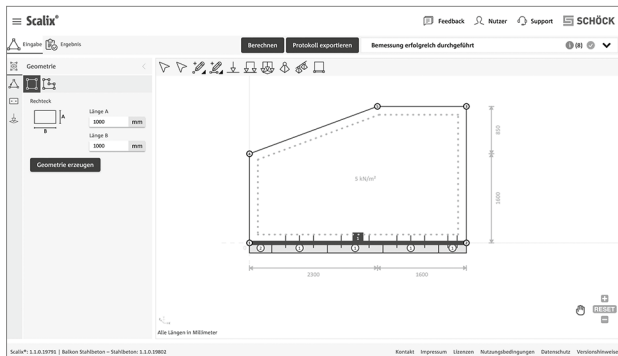 Scalix®
Feedback
Nutzer
Support
SCHÖCK
Eingabe
Ergebnis
Berechnen
Protokoll exportieren
Bemessung erfolgreich durchgeführt
(8)
Geometrie
Rechteck
A
B
Länge A
1000 mm
Länge B
1000 mm
Geometrie erzeugen
5 kN/m²
850
1600
2300
1600
RESET
Alle Längen in Millimeter
Scalix®: 1.1.0.19791 | Balkon Stahlbeton – Stahlbeton: 1.1.0.19802
Kontakt Impressum Lizenzen Nutzungsbedingungen Datenschutz Versionshinweise